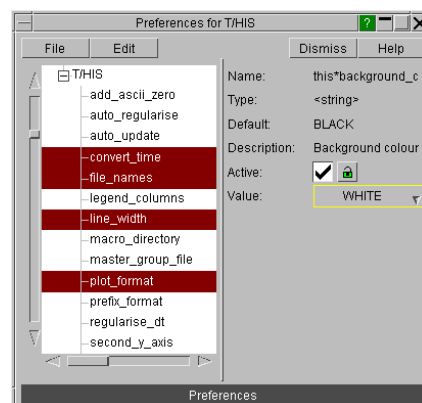 Preferences for T/HIS
?
File Edit Dismiss Help
T/HIS
add_ascii_zero
auto_regularise
auto_update
convert_time
file_names
legend_columns
line_width
macro_directory
master_group_file
plot_format
prefix_format
regularise_dt
second_y_axis
Name: this*background_c
Type: <string>
Default: BLACK
Description: Background colour
Active:
Value: WHITE
Preferences